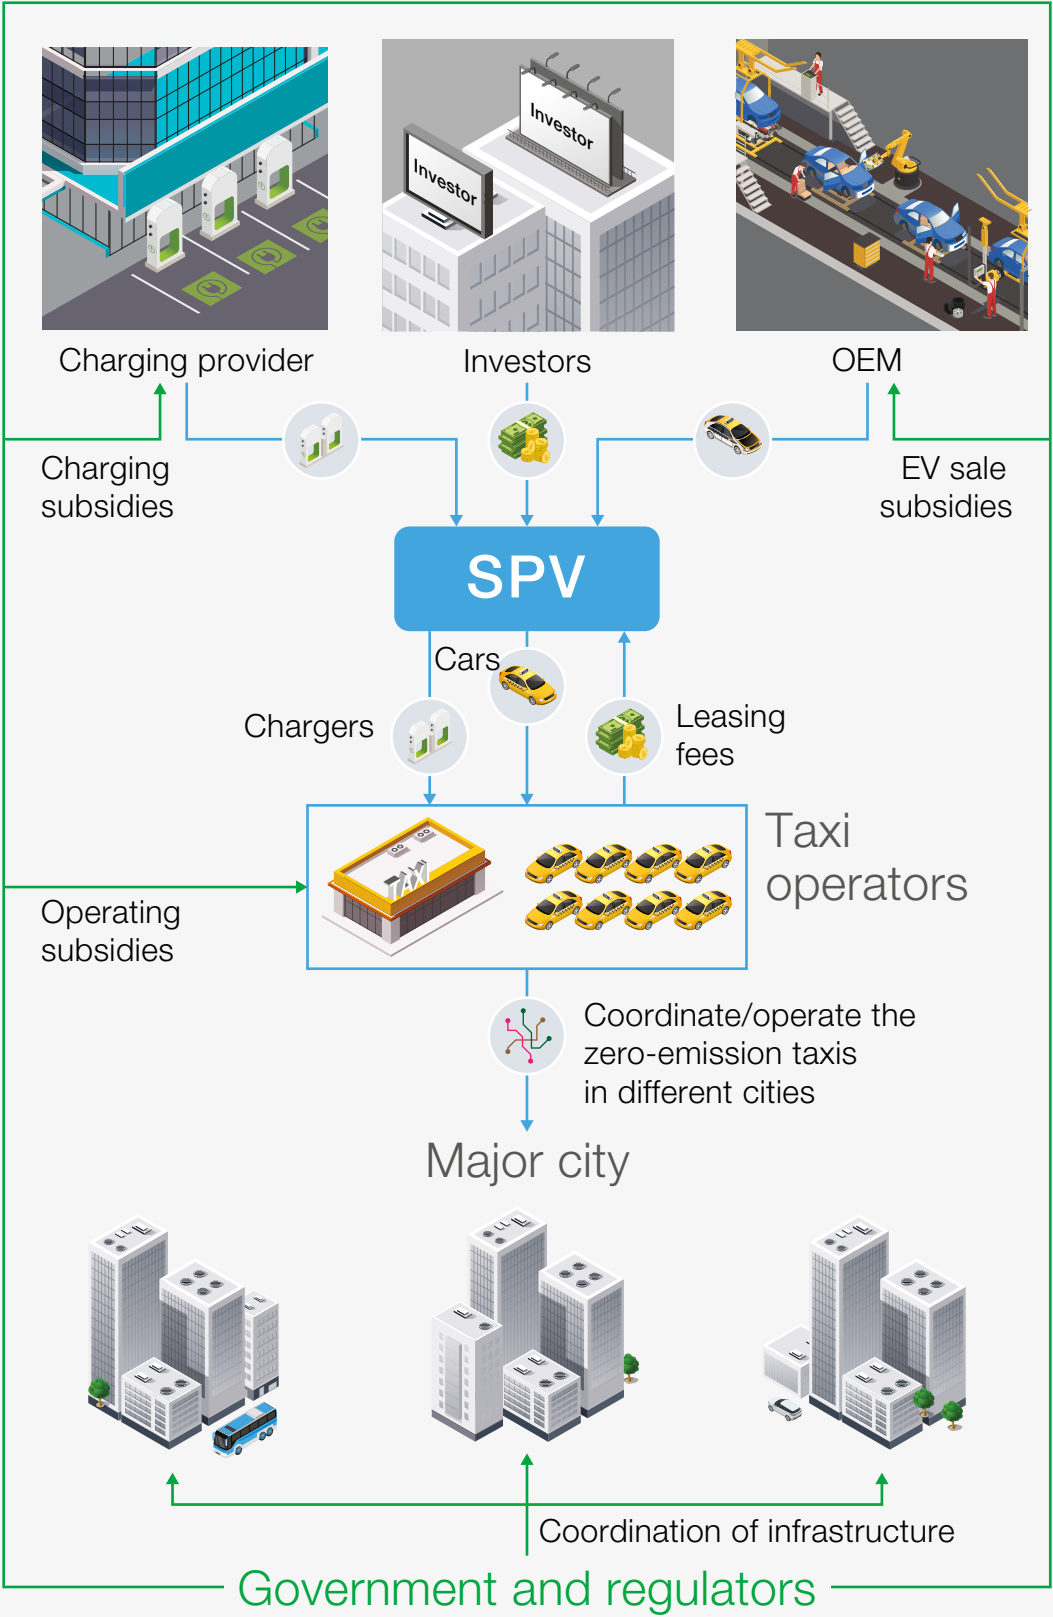 Investor
Investor
Charging provider
Investors
OEM
Charging
subsidies
EV sale
subsidies
SPV
Cars
Chargers
Leasing
fees
TAXI
Taxi
operators
Operating
subsidies
Coordinate/operate the
zero-emission taxis
in different cities
Major city
Coordination of infrastructure
Government and regulators